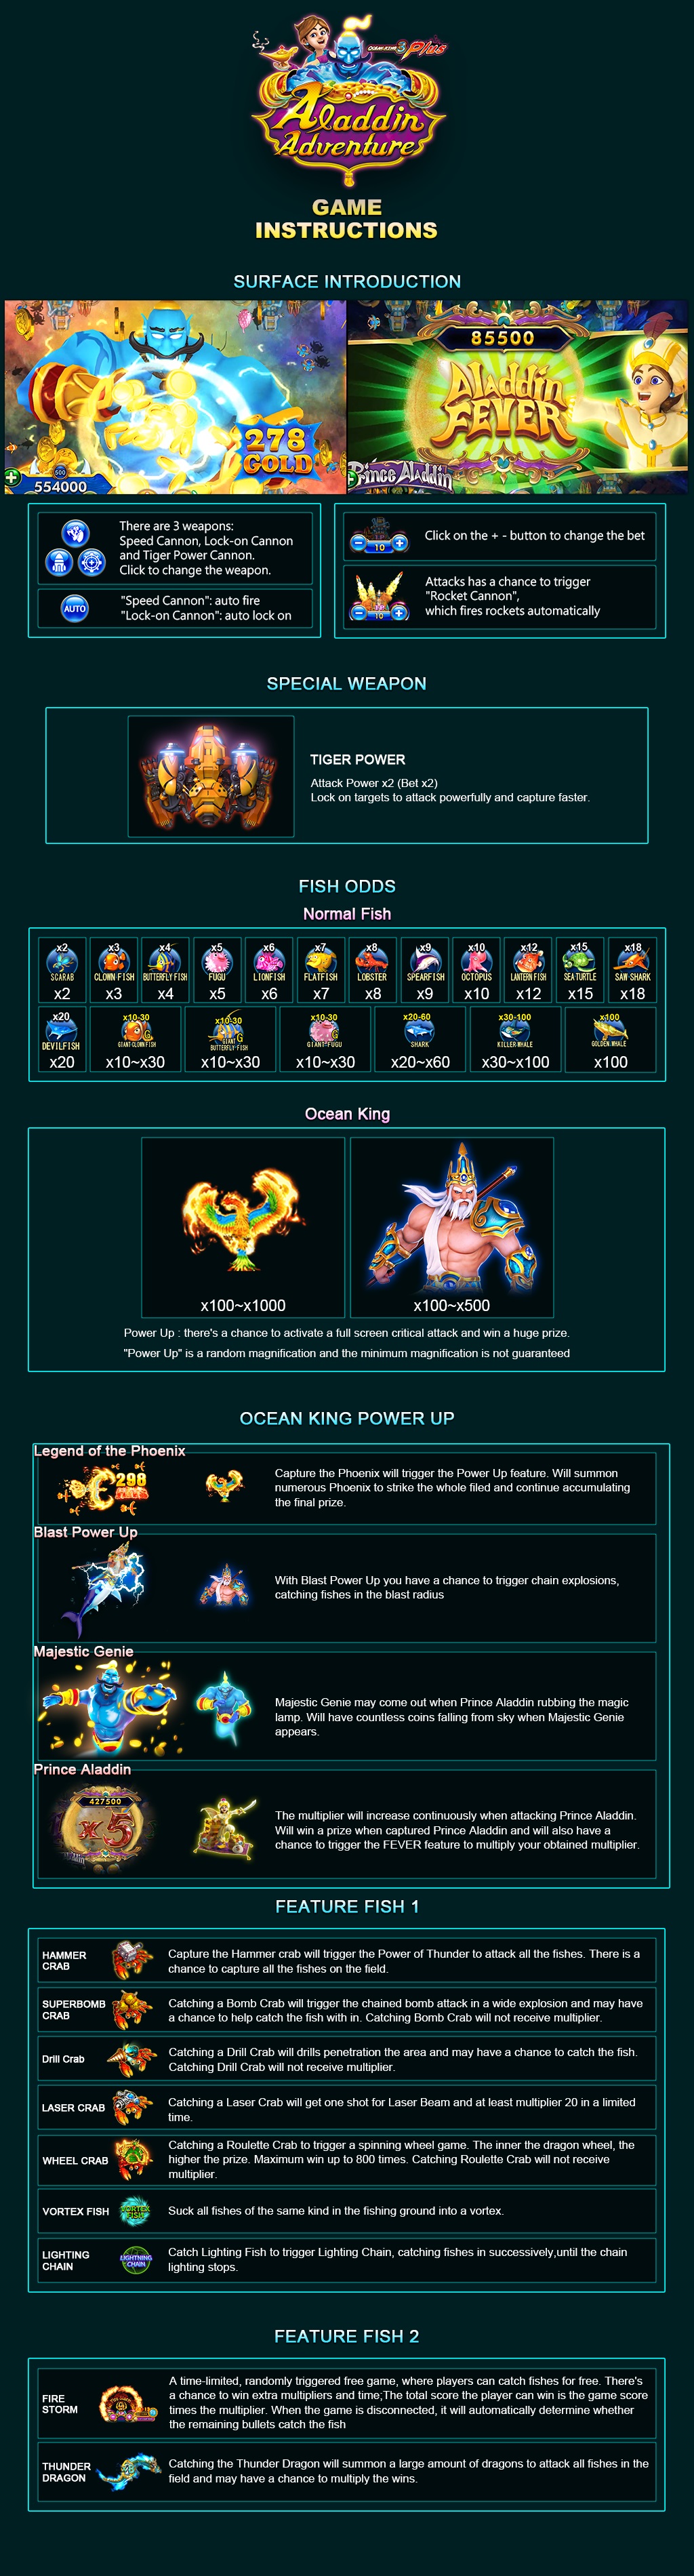 OCEAN KING 3 Plus
Aladdin
Adventure
GAME
INSTRUCTIONS
SURFACE INTRODUCTION
278
GOLD
500
554000
85500
Aladdin
FEVER
Prince Aladdin
There are 3 weapons:
Speed Cannon, Lock-on Cannon
and Tiger Power Cannon.
Click to change the weapon.
AUTO
"Speed Cannon": auto fire
"Lock-on Cannon": auto lock on
10
Click on the + - button to change the bet
10
Attacks has a chance to trigger
"Rocket Cannon",
which fires rockets automatically
SPECIAL WEAPON
TIGER POWER
Attack Power x2 (Bet x2)
Lock on targets to attack powerfully and capture faster.
FISH ODDS
Normal Fish
x2 x3 x4 x5 x6 x7 x8 x9 x10 x12 x15 x18
SCARAB CLOWN FISH BUTTERFLY FISH FUGU LIONFISH FLATFISH LOBSTER SPEARFISH OCTOPUS LANTERN FISH SEA TURTLE SAW SHARK
x2 x3 x4 x5 x6 x7 x8 x9 x10 x12 x15 x18
x20 x10-30 x10-30 x10-30 x20-60 x30-100 x100
DEVILFISH GIANT CLOWN FISH GIANT BUTTERFLY FISH GIANT FUGU SHARK KILLER WHALE GOLDEN WHALE
x20 x10~x30 x10~x30 x10~x30 x20~x60 x30~x100 x100
Ocean King
x100~x1000 x100~x500
Power Up : there's a chance to activate a full screen critical attack and win a huge prize.
"Power Up" is a random magnification and the minimum magnification is not guaranteed
OCEAN KING POWER UP
Legend of the Phoenix
298
Capture the Phoenix will trigger the Power Up feature. Will summon
numerous Phoenix to strike the whole filed and continue accumulating
the final prize.
Blast Power Up
With Blast Power Up you have a chance to trigger chain explosions,
catching fishes in the blast radius
Majestic Genie
Majestic Genie may come out when Prince Aladdin rubbing the magic
lamp. Will have countless coins falling from sky when Majestic Genie
appears.
Prince Aladdin
427500
x5
The multiplier will increase continuously when attacking Prince Aladdin.
Will win a prize when captured Prince Aladdin and will also have a
chance to trigger the FEVER feature to multiply your obtained multiplier.
FEATURE FISH 1
HAMMER
CRAB
Capture the Hammer crab will trigger the Power of Thunder to attack all the fishes. There is a
chance to capture all the fishes on the field.
SUPERBOMB
CRAB
Catching a Bomb Crab will trigger the chained bomb attack in a wide explosion and may have
a chance to help catch the fish with in. Catching Bomb Crab will not receive multiplier.
Drill Crab
Catching a Drill Crab will drills penetration the area and may have a chance to catch the fish.
Catching Drill Crab will not receive multiplier.
LASER CRAB
Catching a Laser Crab will get one shot for Laser Beam and at least multiplier 20 in a limited
time.
WHEEL CRAB
Catching a Roulette Crab to trigger a spinning wheel game. The inner the dragon wheel, the
higher the prize. Maximum win up to 800 times. Catching Roulette Crab will not receive
multiplier.
VORTEX FISH
VORTEX
FISH
Suck all fishes of the same kind in the fishing ground into a vortex.
LIGHTING
CHAIN
LIGHTNING
CHAIN
Catch Lighting Fish to trigger Lighting Chain, catching fishes in successively,until the chain
lighting stops.
FEATURE FISH 2
FIRE
STORM
A time-limited, randomly triggered free game, where players can catch fishes for free. There's
a chance to win extra multipliers and time;The total score the player can win is the game score
times the multiplier. When the game is disconnected, it will automatically determine whether
the remaining bullets catch the fish
THUNDER
DRAGON
Catching the Thunder Dragon will summon a large amount of dragons to attack all fishes in the
field and may have a chance to multiply the wins.